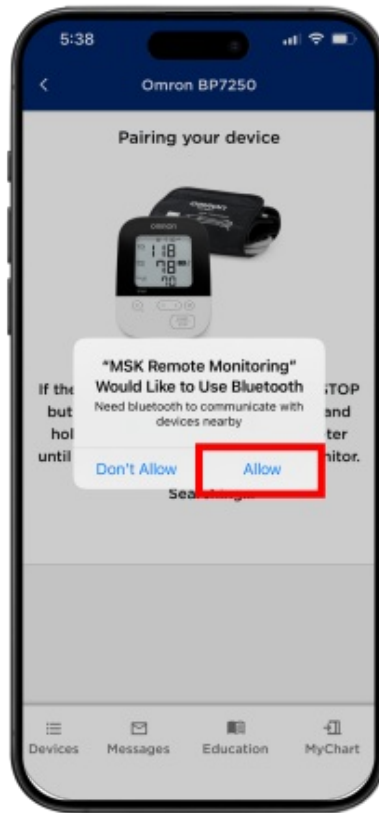 5:38
Omron BP7250
Pairing your device
OMRON
118
78
70
"MSK Remote Monitoring"
Would Like to Use Bluetooth
Need bluetooth to communicate with
devices nearby
Don't Allow
Allow
If the
STOP
but
and
hol
until
Devices
Messages
Education
MyChart